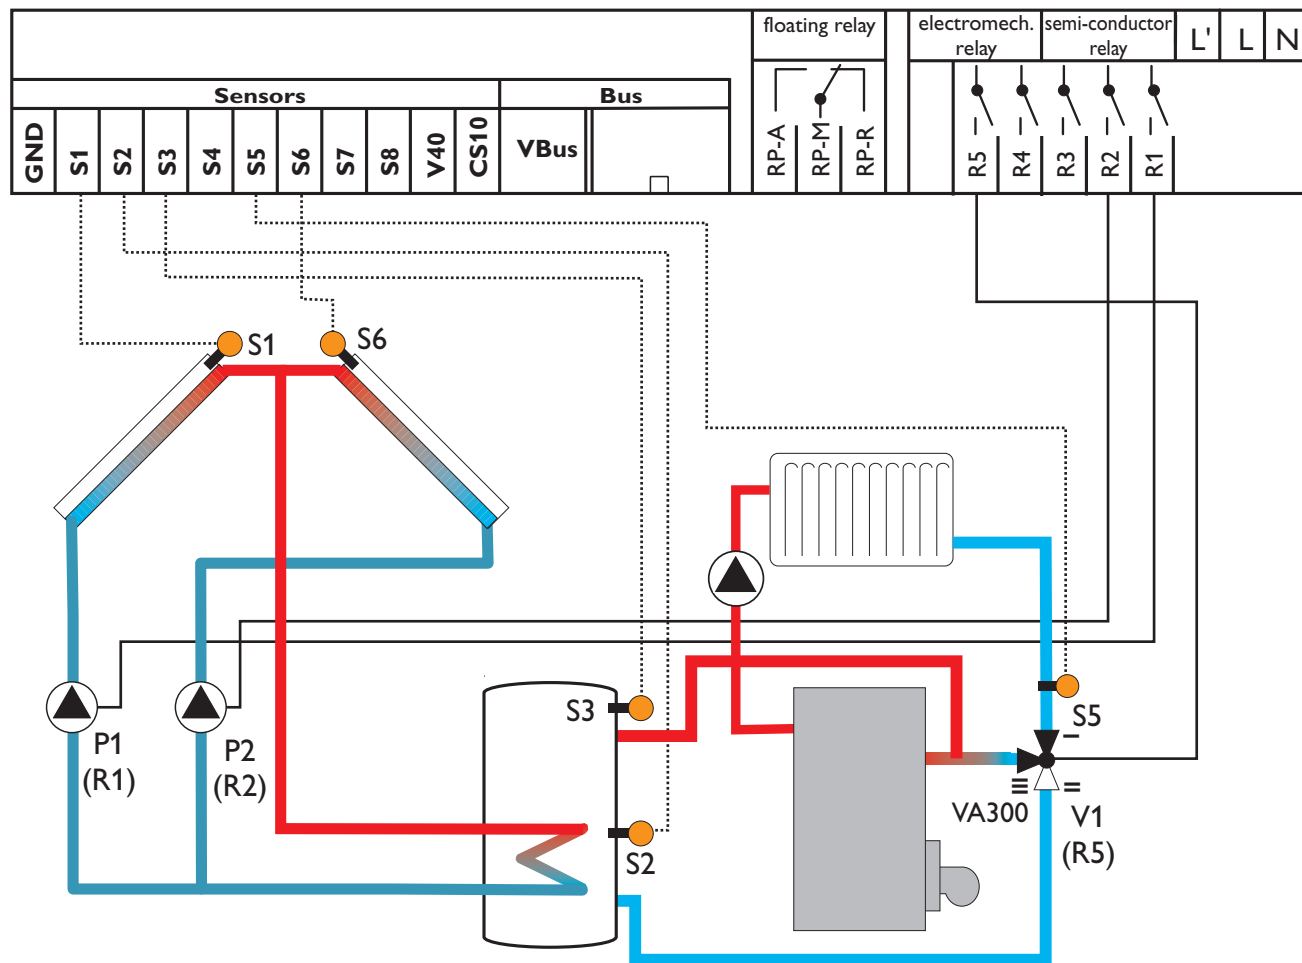 floating relay
electromech. relay
semi-conductor relay
L' L N
Sensors
Bus
GND S1 S2 S3 S4 S5 S6 S7 S8 V40 CS10
VBus
RP-A RP-M RP-R
R5 R4 R3 R2 R1
S1
S6
S3
S5
P1
(R1)
P2
(R2)
VA300
V1
(R5)
S2